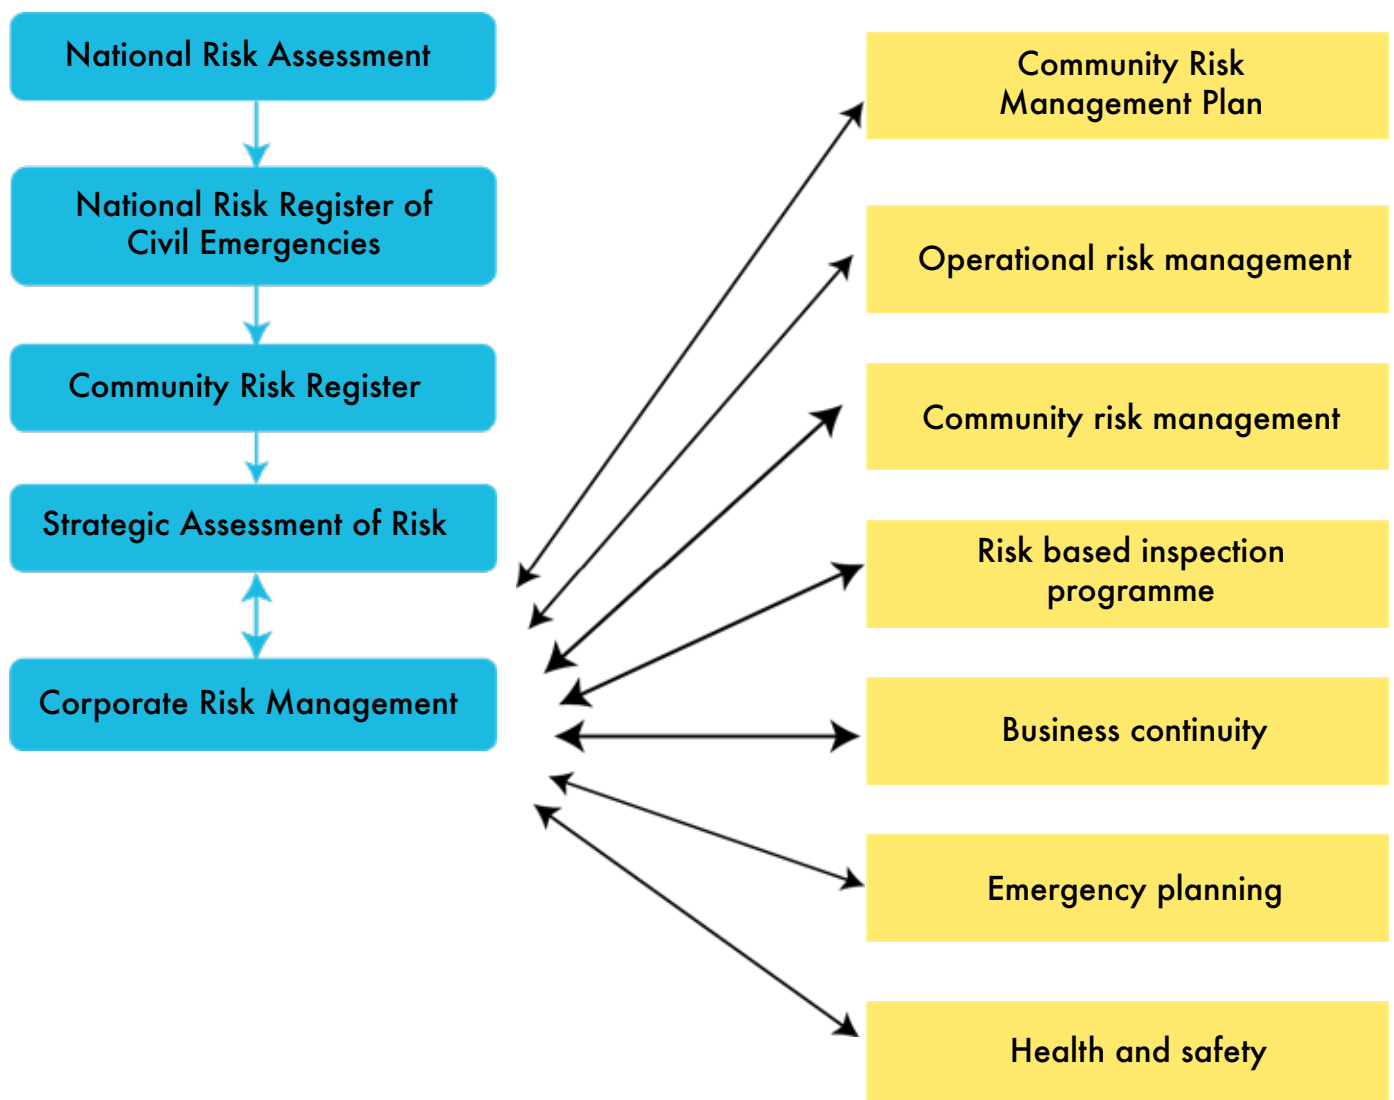 National Risk Assessment
National Risk Register of
Civil Emergencies
Community Risk Register
Strategic Assessment of Risk
Corporate Risk Management
Community Risk
Management Plan
Operational risk management
Community risk management
Risk based inspection
programme
Business continuity
Emergency planning
Health and safety